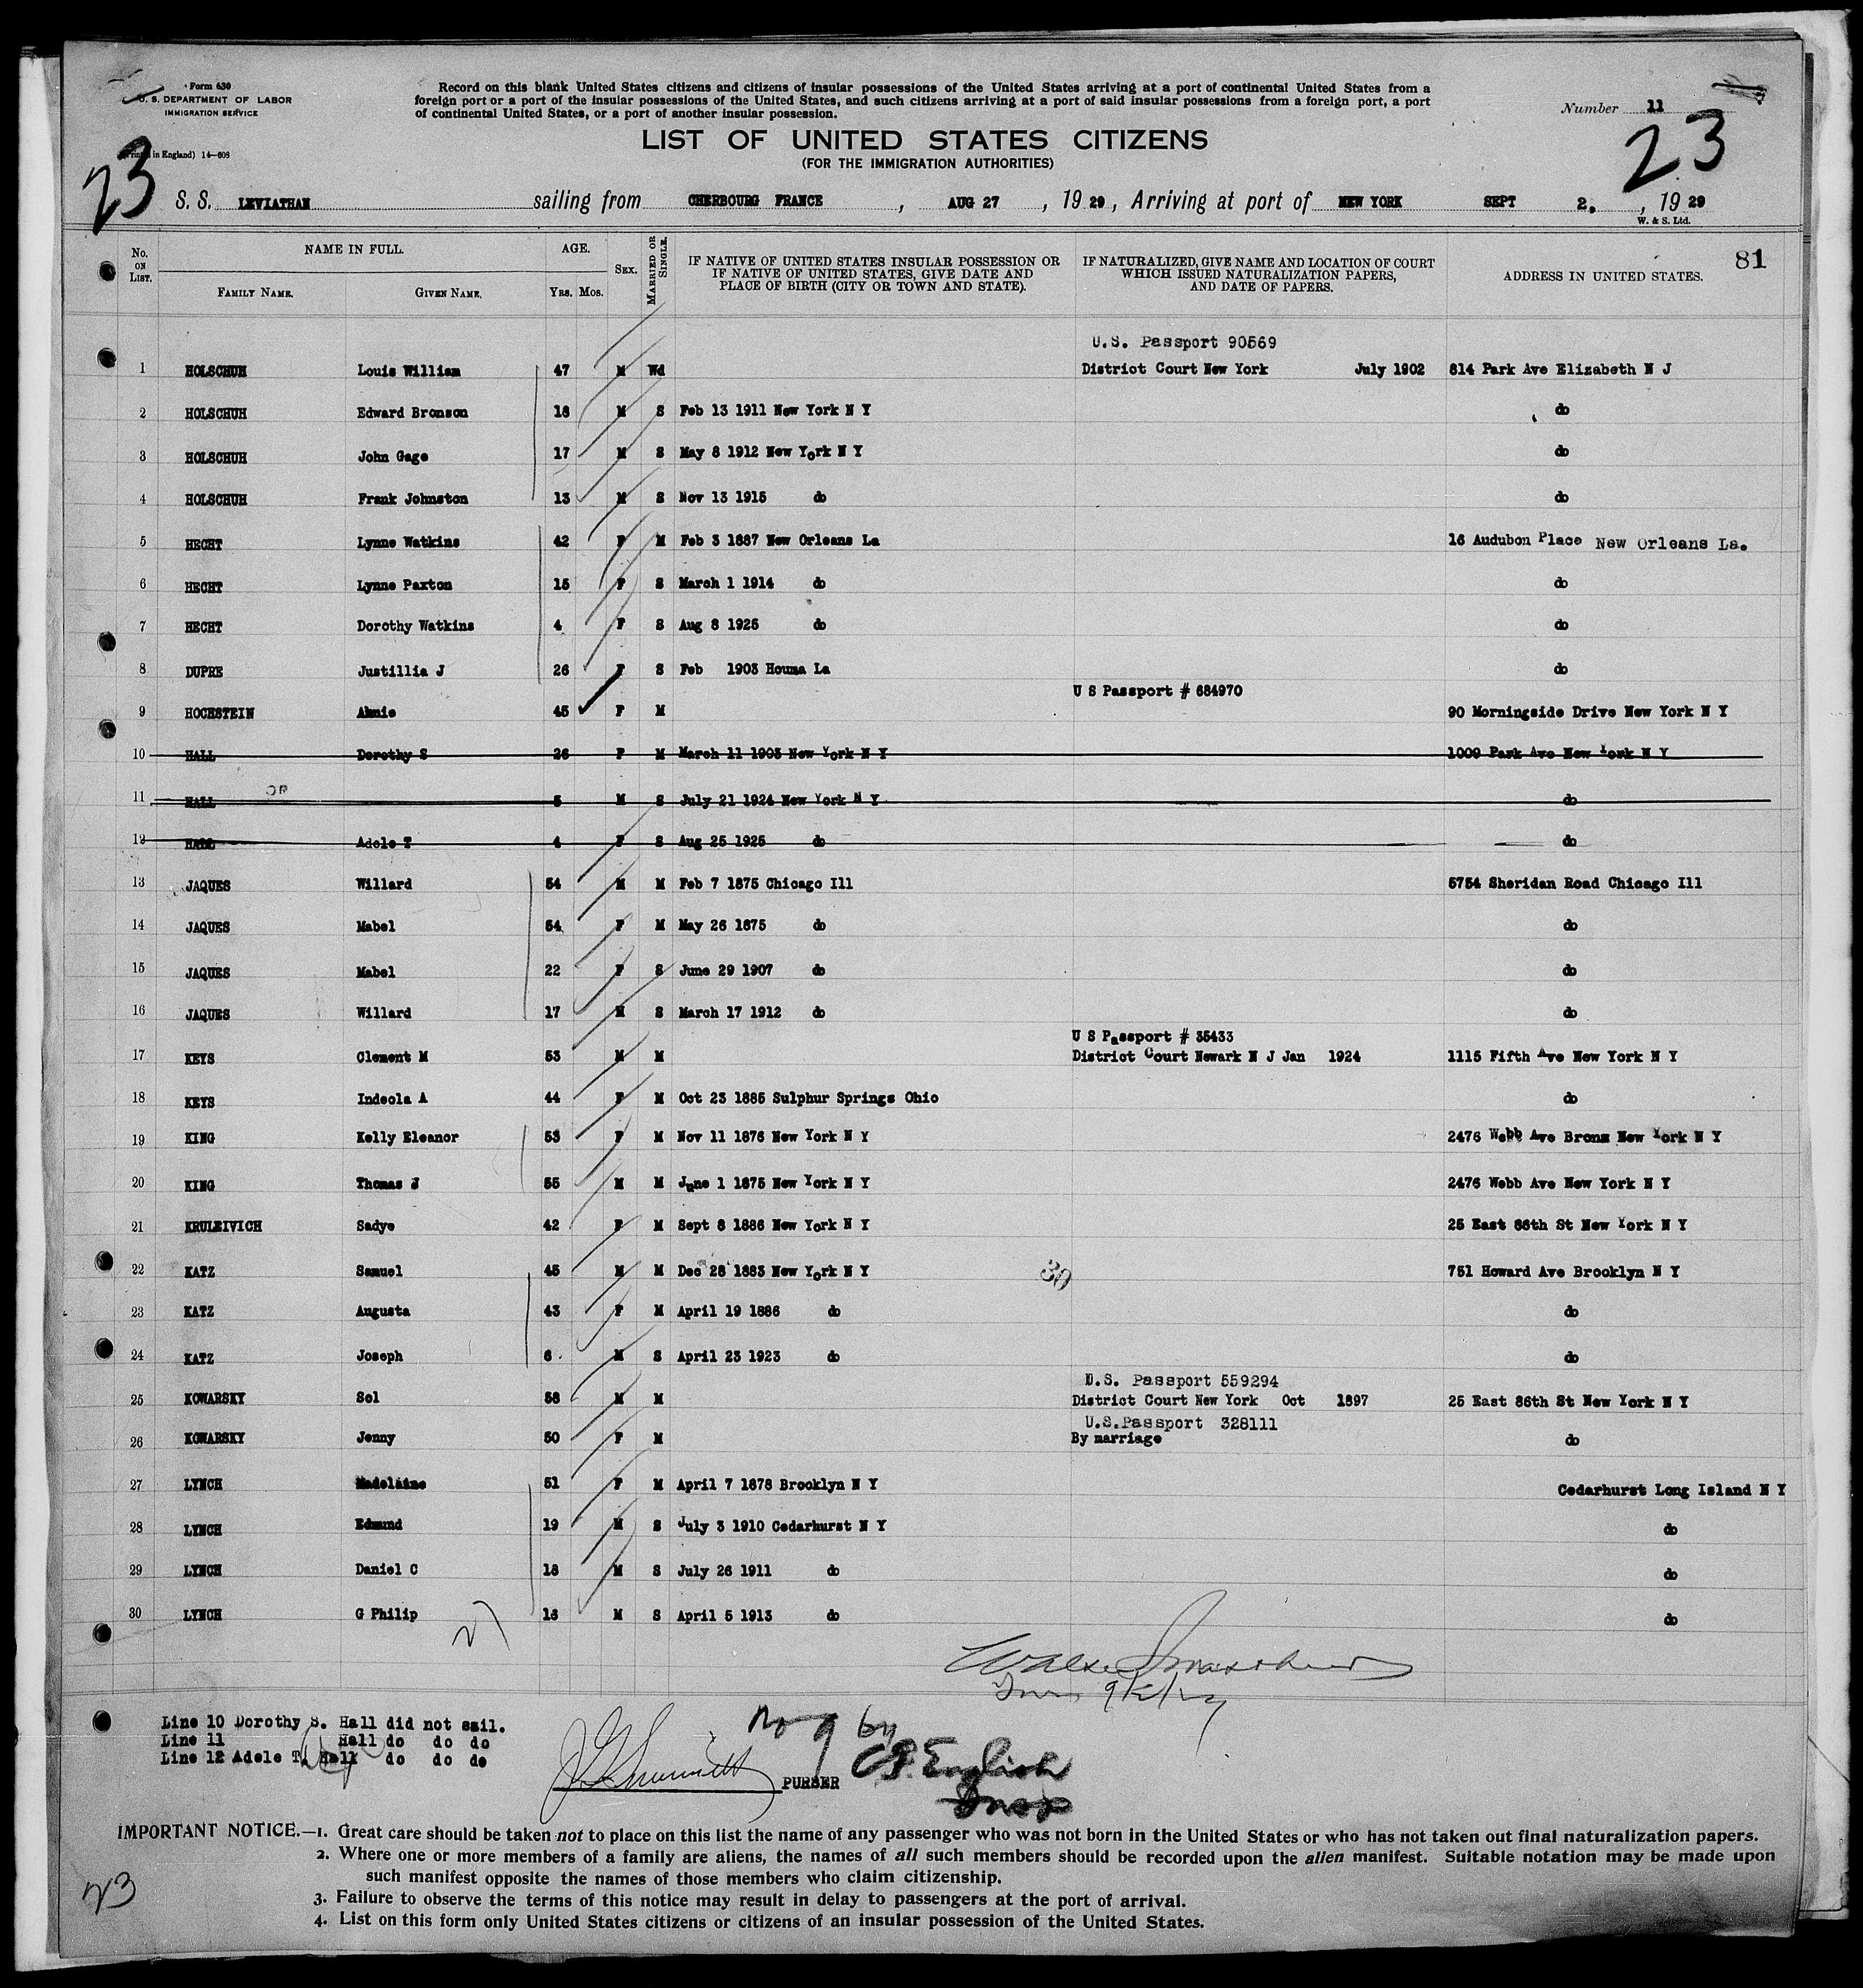 Form 630
U. S. DEPARTMENT OF LABOR
IMMIGRATION SERVICE
in England) 14—608
Record on this blank United States citizens and citizens of insular possessions of the United States arriving at a port of continental United States from a
foreign port or a port of the insular possessions of the United States, and such citizens arriving at a port of said insular possessions from a foreign port, a port
of continental United States, or a port of another insular possession.
Number 11
LIST OF UNITED STATES CITIZENS
(FOR THE IMMIGRATION AUTHORITIES)
23
23
S. S. LEVIATHAN sailing from CHERBOURG FRANCE , AUG 27 , 19 29 , Arriving at port of NEW YORK SEPT 2, , 19 29
W. & S. Ltd.
81
No. ON LIST. NAME IN FULL. FAMILY NAME. GIVEN NAME. AGE. YRS. MOS. SEX. MARRIED OR SINGLE. IF NATIVE OF UNITED STATES INSULAR POSSESSION OR IF NATIVE OF UNITED STATES, GIVE DATE AND PLACE OF BIRTH (CITY OR TOWN AND STATE). IF NATURALIZED, GIVE NAME AND LOCATION OF COURT WHICH ISSUED NATURALIZATION PAPERS, AND DATE OF PAPERS. ADDRESS IN UNITED STATES.
U.S. Passport 90569
1 HOLSCHUH Louis William 47 M Wd District Court New York July 1902 814 Park Ave Elizabeth N J
2 HOLSCHUH Edward Bronson 18 M S Feb 13 1911 New York N Y do
3 HOLSCHUH John Gage 17 M S May 8 1912 New York N Y do
4 HOLSCHUH Frank Johnston 13 M S Nov 13 1915 do do
5 HECHT Lynne Watkins 42 F M Feb 3 1887 New Orleans La 16 Audubon Place New Orleans La.
6 HECHT Lynne Paxton 15 F S March 1 1914 do do
7 HECHT Dorothy Watkins 4 F S Aug 8 1925 do do
8 DUPRE Justillia J 26 F S Feb 1903 Houma La do
U S Passport # 684970
9 HOCHSTEIN Annie 45 F M 90 Morningside Drive New York N Y
10 HALL Dorothy S 26 F M March 11 1903 New York N Y 1009 Park Ave New York N Y
11 HALL 5 M S July 21 1924 New York N Y do
12 HALL Adele T 4 F S Aug 25 1925 do do
13 JAQUES Willard 54 M M Feb 7 1875 Chicago Ill 5754 Sheridan Road Chicago Ill
14 JAQUES Mabel 54 F M May 26 1875 do do
15 JAQUES Mabel 22 F S June 29 1907 do do
16 JAQUES Willard 17 M S March 17 1912 do do
U S Passport # 35433
17 KEYS Clement M 53 M M District Court Newark N J Jan 1924 1115 Fifth Ave New York N Y
18 KEYS Indeola A 44 F M Oct 23 1885 Sulphur Springs Ohio do
19 KING Kelly Eleanor 53 F M Nov 11 1876 New York N Y 2476 Webb Ave Bronx New York N Y
20 KING Thomas J 55 M M June 1 1875 New York N Y 2476 Webb Ave New York N Y
21 KRULEIVICH Sadye 42 F M Sept 8 1886 New York N Y 25 East 86th St New York N Y
22 KATZ Samuel 45 M M Dec 28 1883 New York N Y 30 751 Howard Ave Brooklyn N Y
23 KATZ Augusta 43 F M April 19 1886 do do
24 KATZ Joseph 6 M S April 23 1923 do do
U.S. Passport 559294
25 KOWARSKY Sol 58 M M District Court New York Oct 1897 25 East 86th St New York N Y
U.S.Passport 328111
26 KOWARSKY Jenny 50 F M By marriage do
27 LYNCH Madelaine 51 F M April 7 1878 Brooklyn N Y Cedarhurst Long Island N Y
28 LYNCH Edmund 19 M S July 3 1910 Cedarhurst N Y do
29 LYNCH Daniel C 18 M S July 26 1911 do do
30 LYNCH G Philip 16 M S April 5 1913 do do
27
Line 10 Dorothy S. Hall did not sail.
Line 11 Hall do do do
Line 12 Adele T. Hall do do do
No 9 by
C.P. English
Insp
PURSER
IMPORTANT NOTICE.—1. Great care should be taken not to place on this list the name of any passenger who was not born in the United States or who has not taken out final naturalization papers.
2. Where one or more members of a family are aliens, the names of all such members should be recorded upon the alien manifest. Suitable notation may be made upon
such manifest opposite the names of those members who claim citizenship.
3. Failure to observe the terms of this notice may result in delay to passengers at the port of arrival.
4. List on this form only United States citizens or citizens of an insular possession of the United States.
23